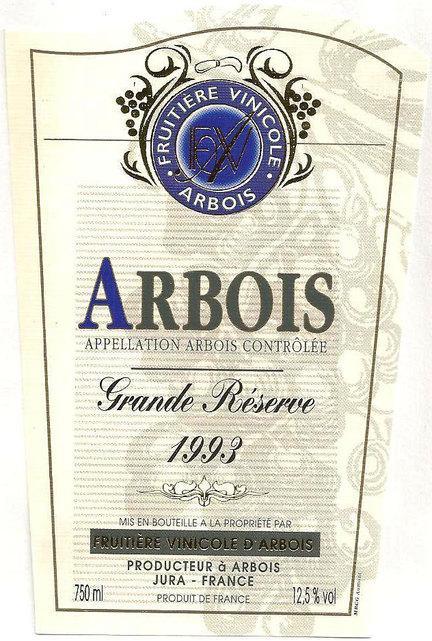 FRUITIÈRE VINICOLE
FVA
• ARBOIS •
ARBOIS
APPELLATION ARBOIS CONTRÔLÉE
Grande Réserve
1993
MIS EN BOUTEILLE A LA PROPRIÉTÉ PAR
FRUITIÈRE VINICOLE D'ARBOIS
PRODUCTEUR à ARBOIS
JURA - FRANCE
750 ml
PRODUIT DE FRANCE
12,5 % vol